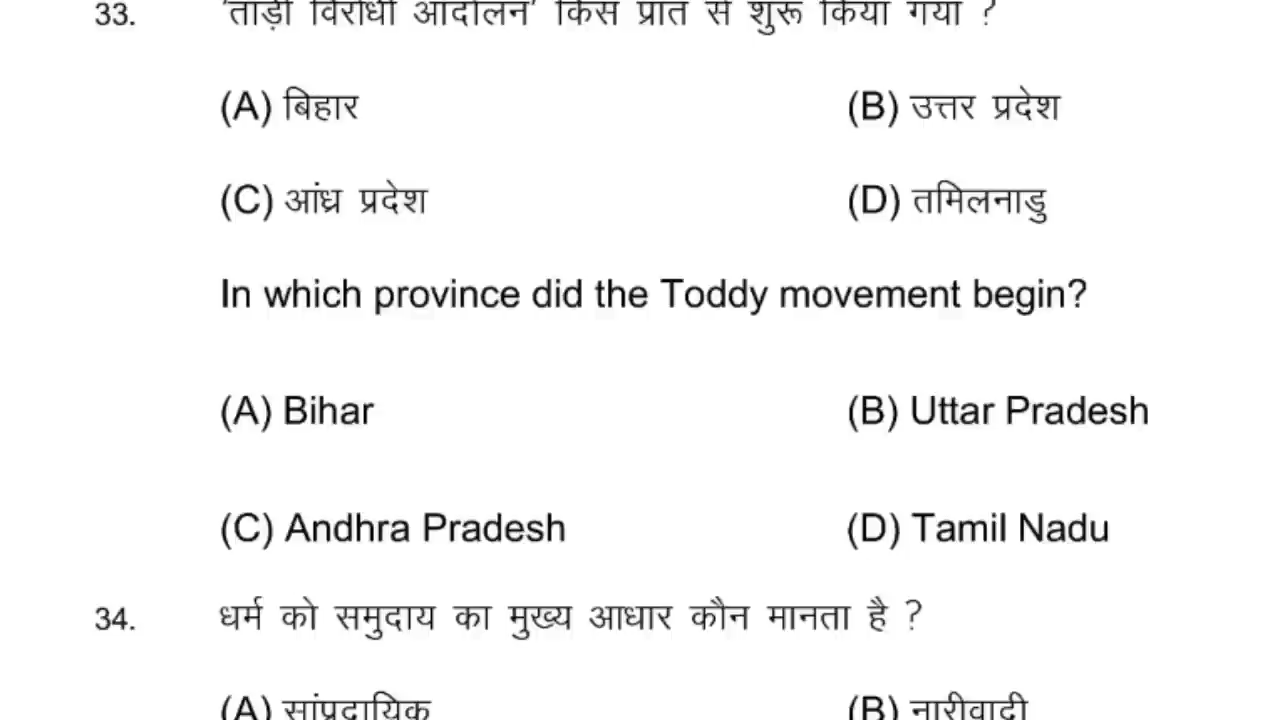 33. 'ताड़ी विरोधी आंदोलन' किस प्रांत से शुरू किया गया ?
(A) बिहार (B) उत्तर प्रदेश
(C) आंध्र प्रदेश (D) तमिलनाडु
In which province did the Toddy movement begin?
(A) Bihar (B) Uttar Pradesh
(C) Andhra Pradesh (D) Tamil Nadu
34. धर्म को समुदाय का मुख्य आधार कौन मानता है ?
(A) सांप्रदायिक (B) नारीवादी